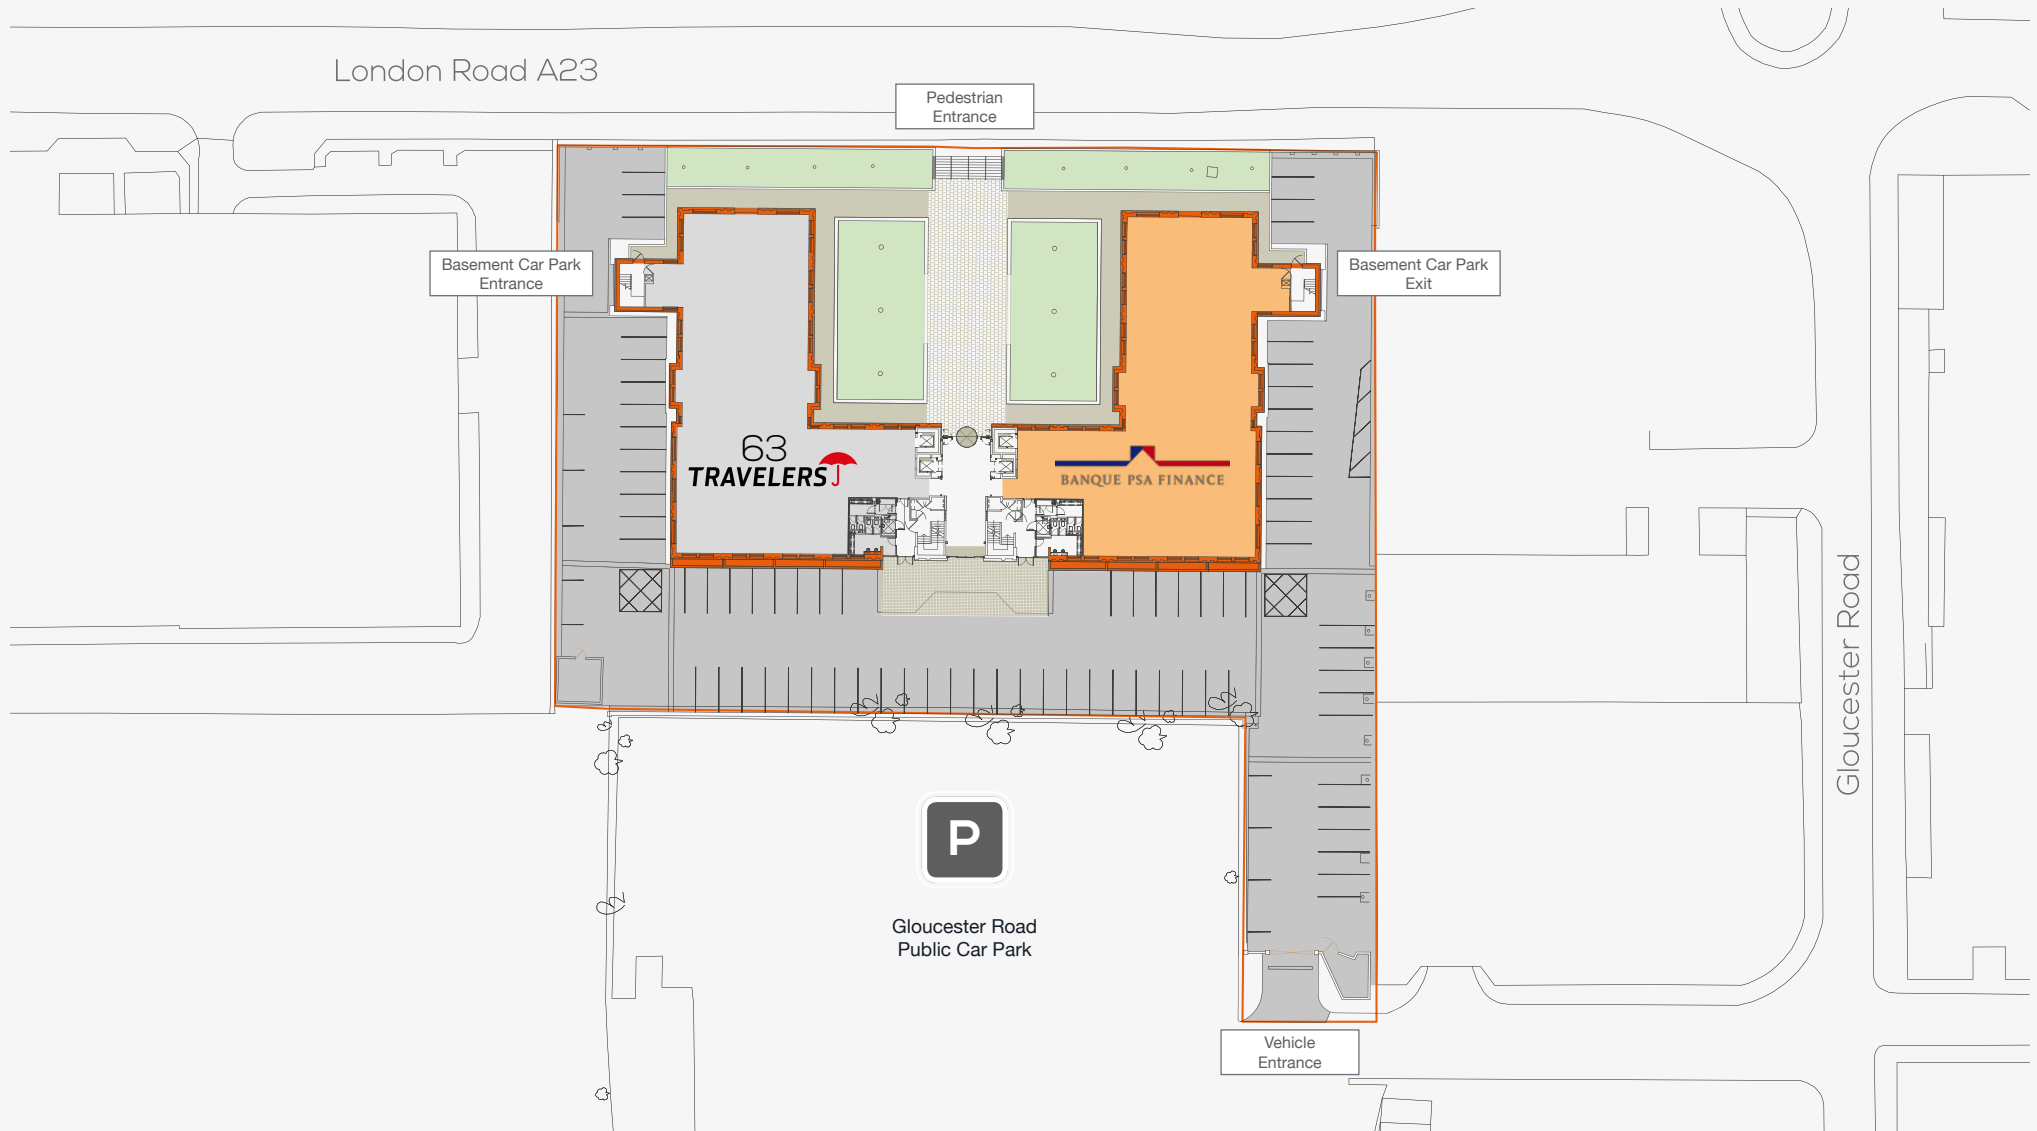 London Road A23
Pedestrian
Entrance
Basement Car Park
Entrance
Basement Car Park
Exit
63
TRAVELERS
BANQUE PSA FINANCE
Gloucester Road
P
Gloucester Road
Public Car Park
Vehicle
Entrance